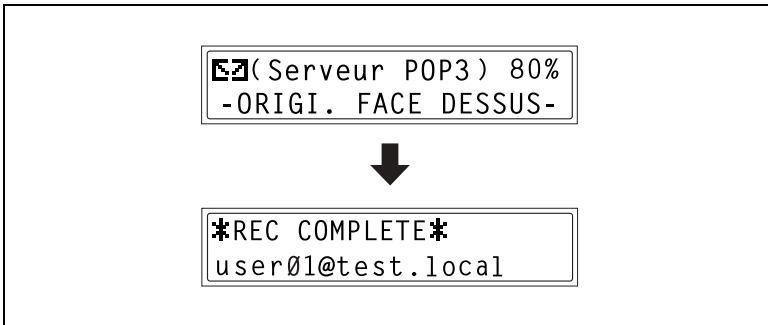 (Serveur POP3) 80%
-ORIGI. FACE DESSUS-
*REC COMPLETE*
user01@test.local